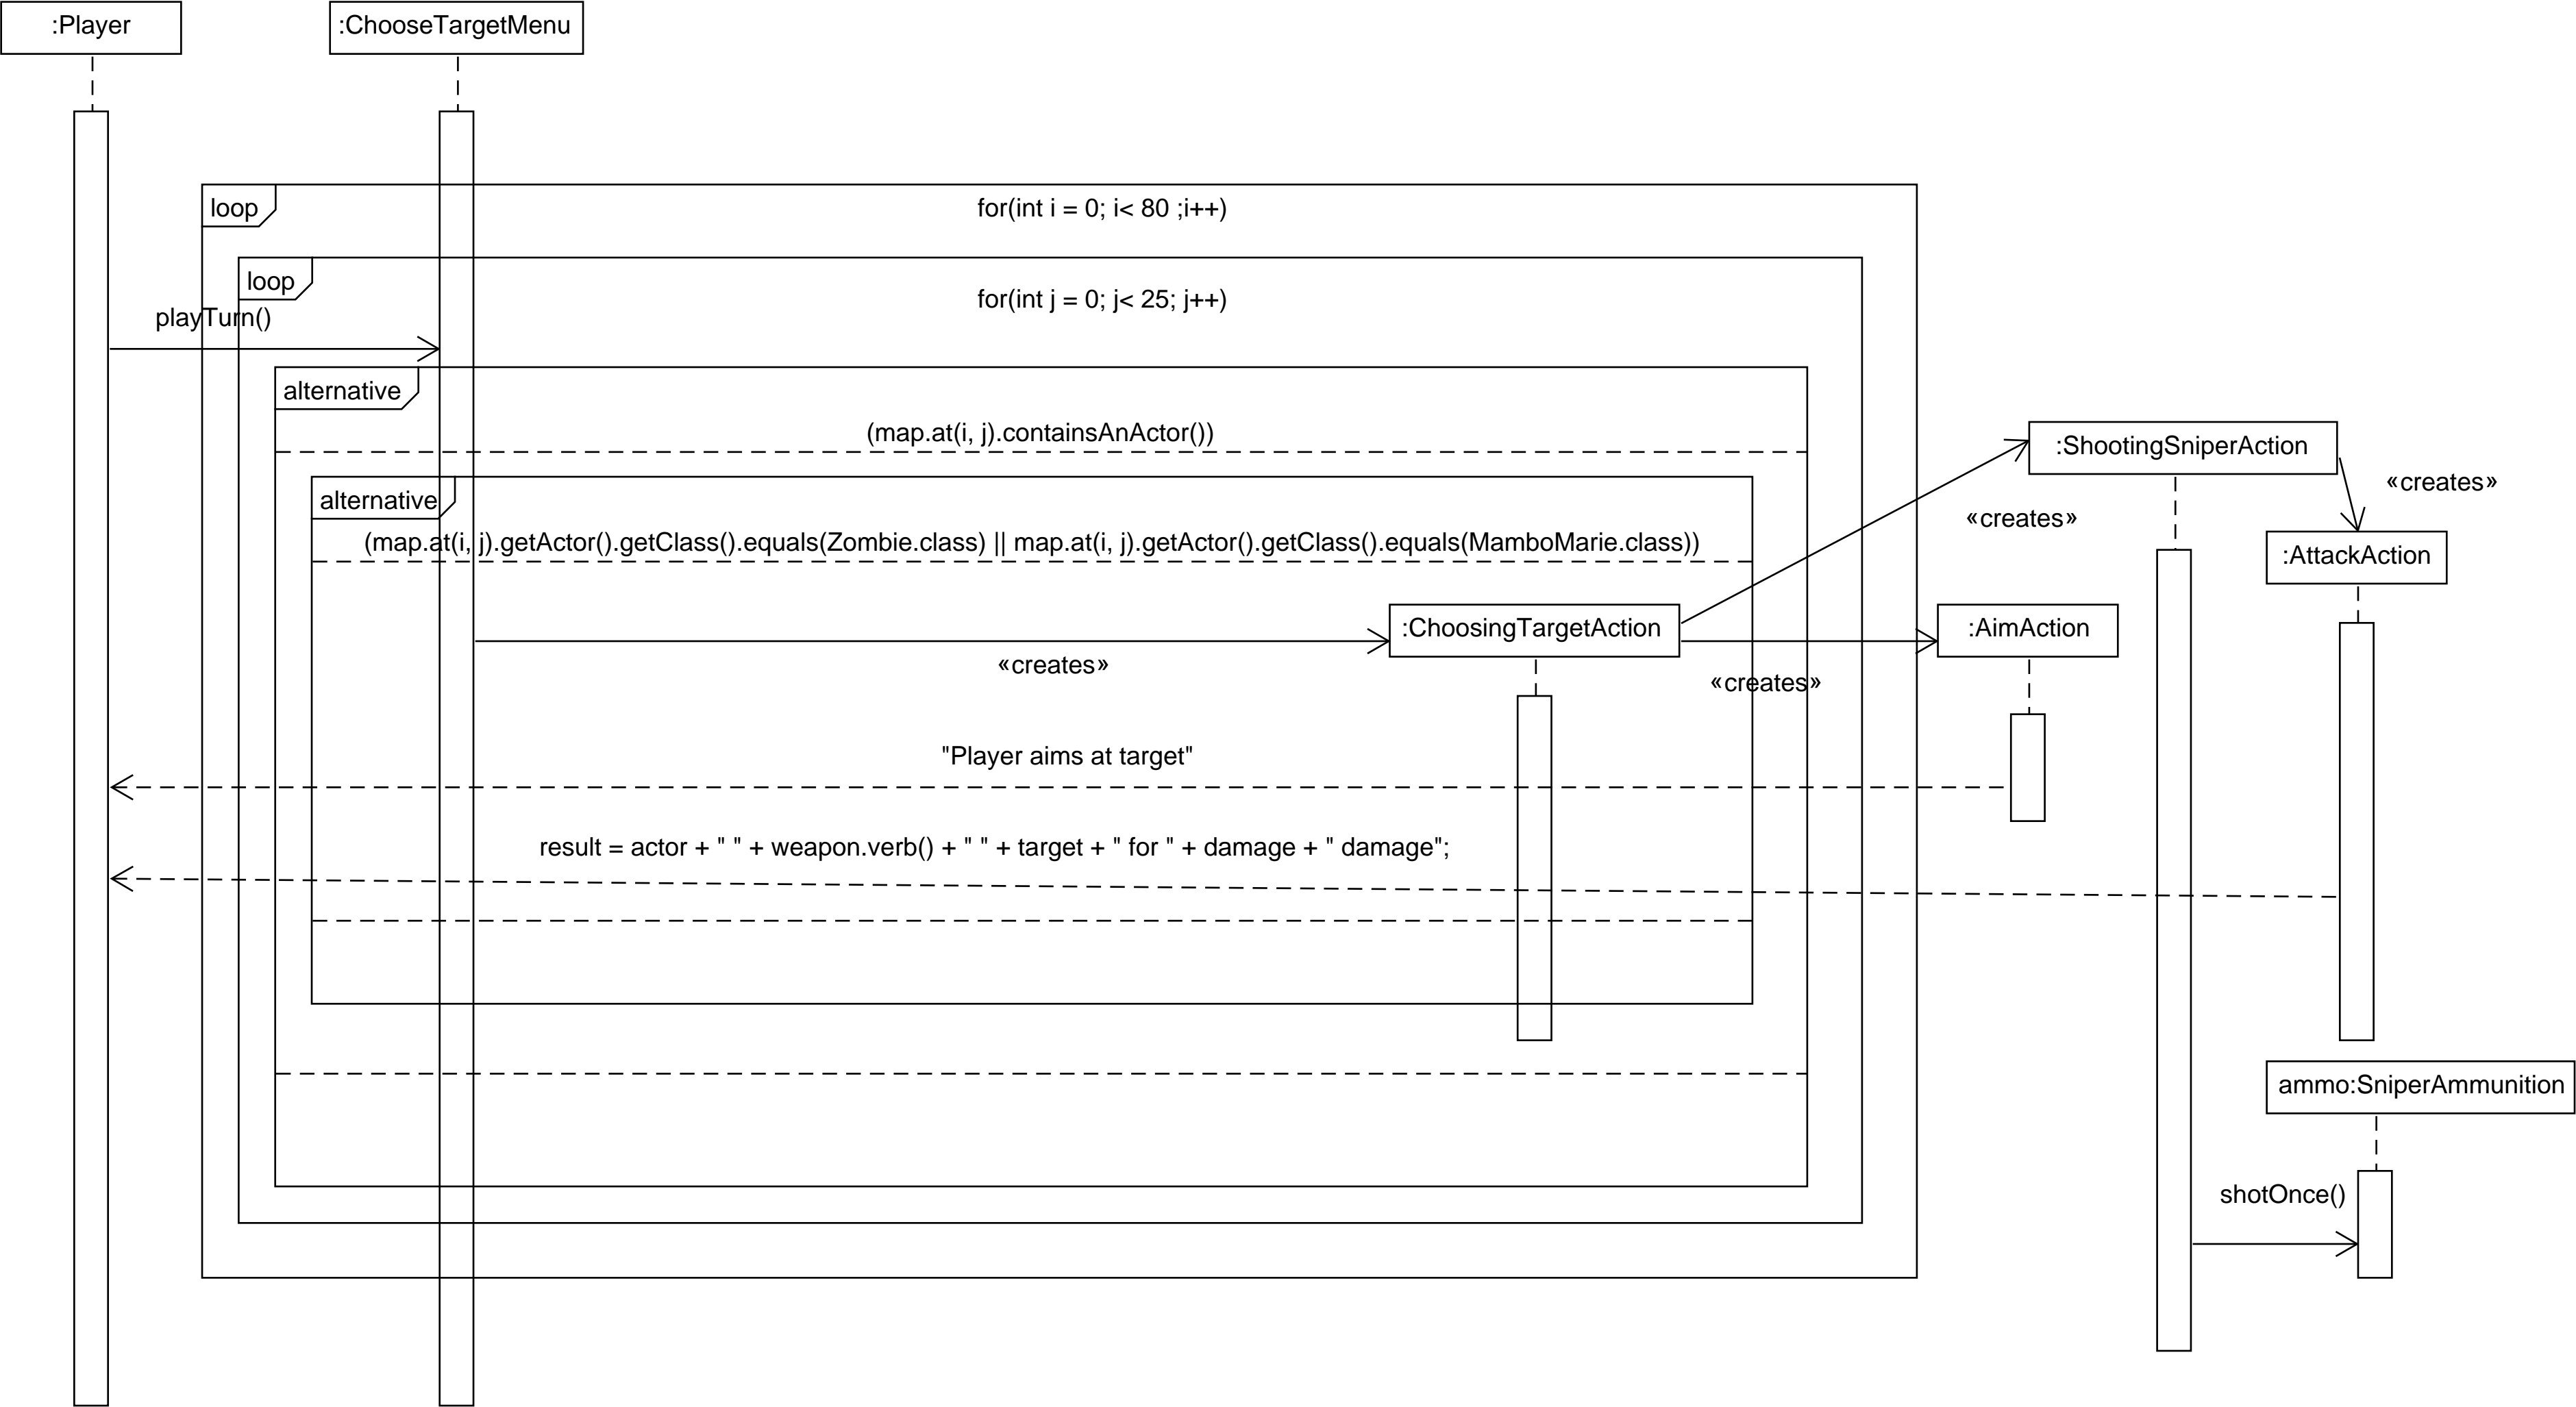 :Player
:ChooseTargetMenu
loop
for(int i = 0; i< 80 ;i++)
loop
for(int j = 0; j< 25; j++)
playTurn()
alternative
(map.at(i, j).containsAnActor())
:ShootingSniperAction
«creates»
alternative
«creates»
(map.at(i, j).getActor().getClass().equals(Zombie.class) || map.at(i, j).getActor().getClass().equals(MamboMarie.class))
:AttackAction
:ChoosingTargetAction
:AimAction
«creates»
«creates»
"Player aims at target"
result = actor + " " + weapon.verb() + " " + target + " for " + damage + " damage";
ammo:SniperAmmunition
shotOnce()